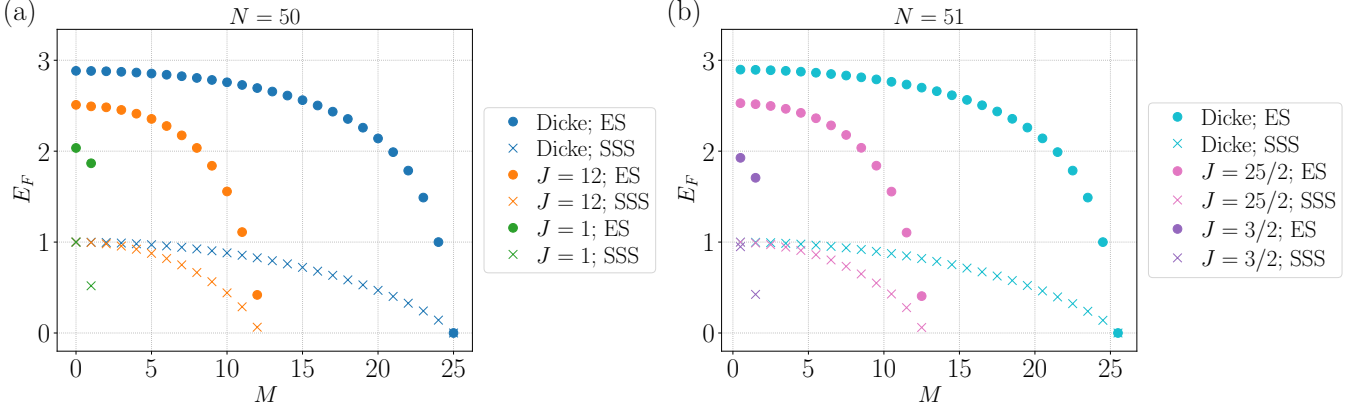 (a)
N = 50
E_F
3
2
1
0
0 5 10 15 20 25
M
Dicke; ES
Dicke; SSS
J = 12; ES
J = 12; SSS
J = 1; ES
J = 1; SSS
(b)
N = 51
E_F
3
2
1
0
0 5 10 15 20 25
M
Dicke; ES
Dicke; SSS
J = 25/2; ES
J = 25/2; SSS
J = 3/2; ES
J = 3/2; SSS